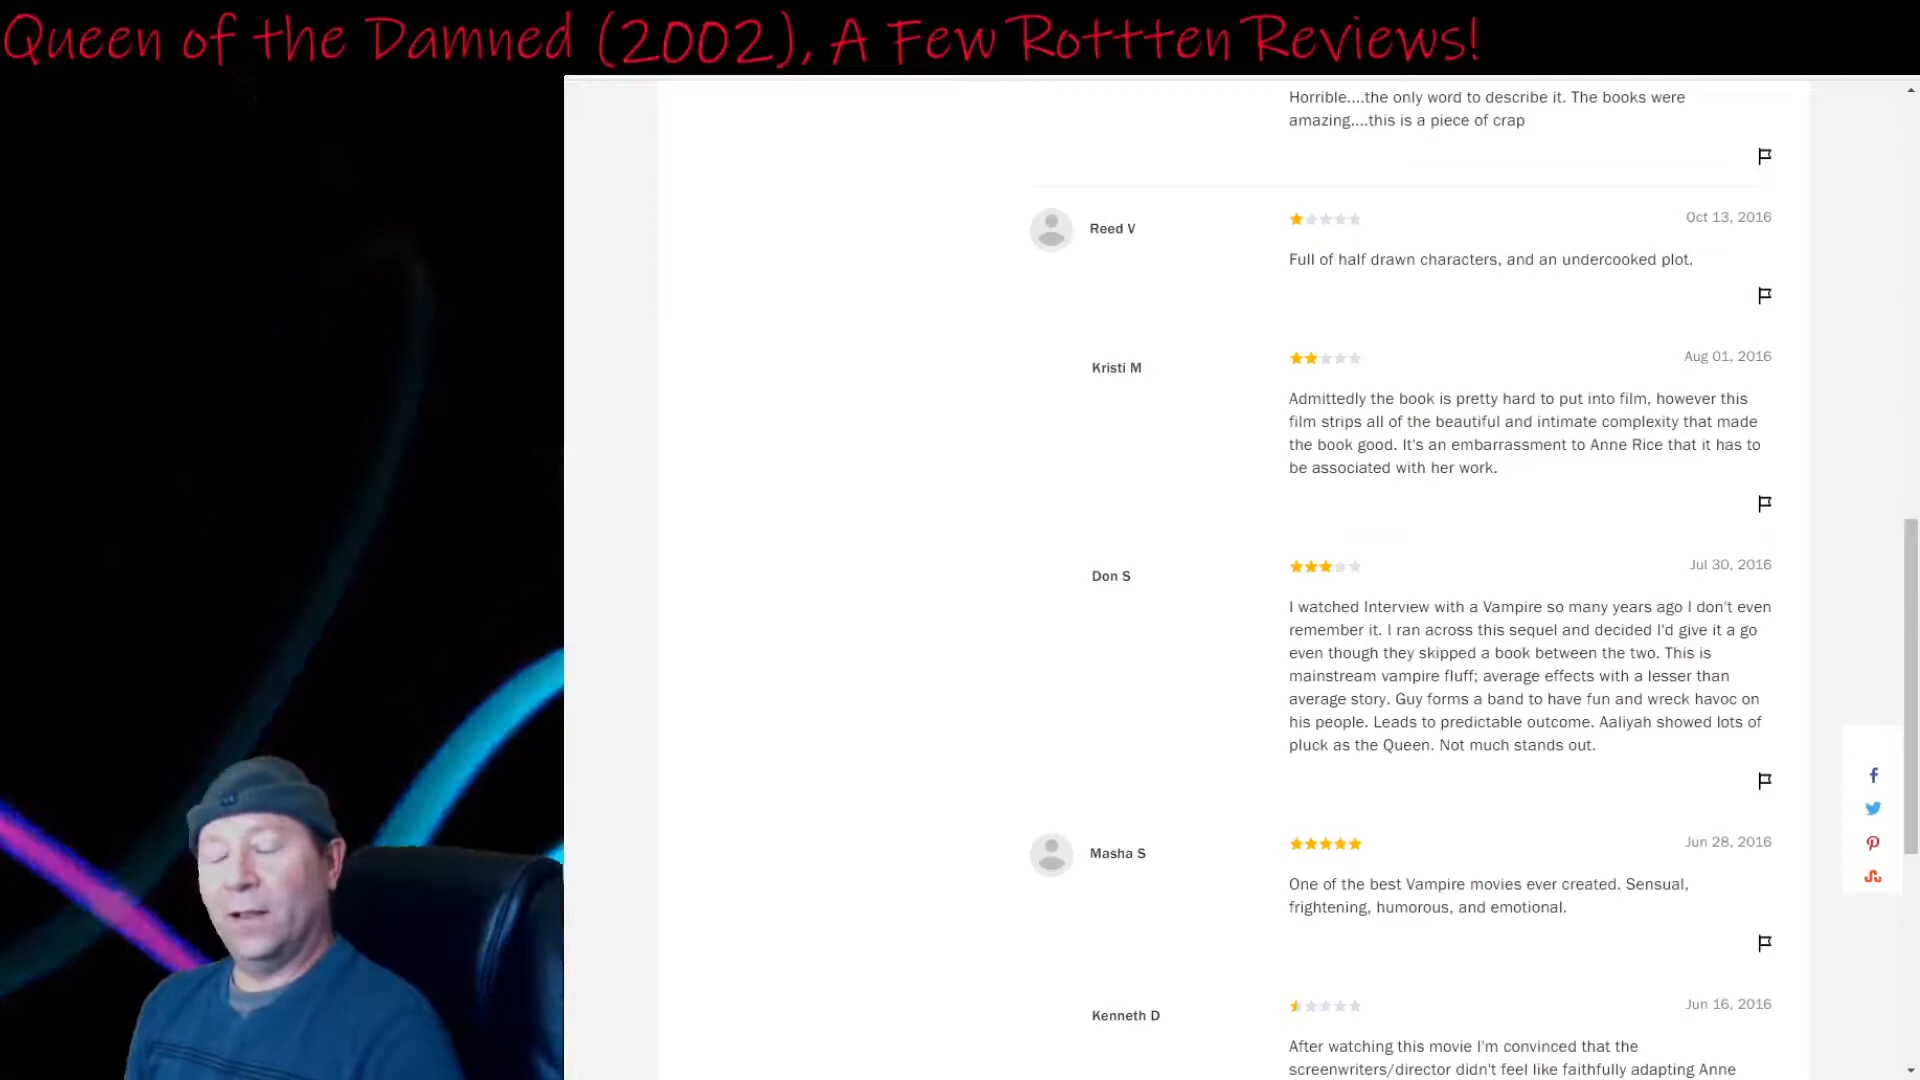 Queen of the Damned (2002), A Few Rottten Reviews!
Horrible....the only word to describe it. The books were
amazing....this is a piece of crap
Reed V
Oct 13, 2016
Full of half drawn characters, and an undercooked plot.
Kristi M
Aug 01, 2016
Admittedly the book is pretty hard to put into film, however this
film strips all of the beautiful and intimate complexity that made
the book good. It's an embarrassment to Anne Rice that it has to
be associated with her work.
Don S
Jul 30, 2016
I watched Interview with a Vampire so many years ago I don't even
remember it. I ran across this sequel and decided I'd give it a go
even though they skipped a book between the two. This is
mainstream vampire fluff; average effects with a lesser than
average story. Guy forms a band to have fun and wreck havoc on
his people. Leads to predictable outcome. Aaliyah showed lots of
pluck as the Queen. Not much stands out.
Masha S
Jun 28, 2016
One of the best Vampire movies ever created. Sensual,
frightening, humorous, and emotional.
Kenneth D
Jun 16, 2016
After watching this movie I'm convinced that the
screenwriters/director didn't feel like faithfully adapting Anne